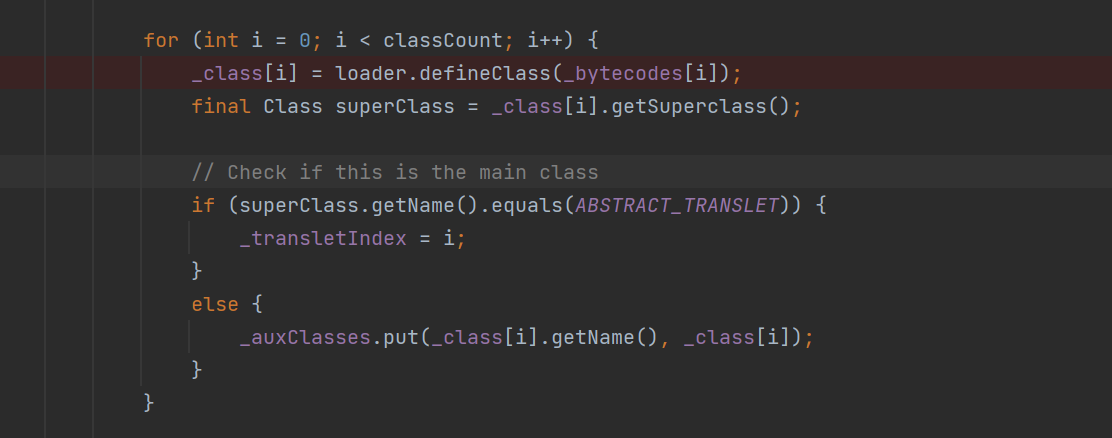 for (int i = 0; i < classCount; i++) {
_class[i] = loader.defineClass(_bytecodes[i]);
final Class superClass = _class[i].getSuperclass();
// Check if this is the main class
if (superClass.getName().equals(ABSTRACT_TRANSLET)) {
_transletIndex = i;
}
else {
_auxClasses.put(_class[i].getName(), _class[i]);
}
}